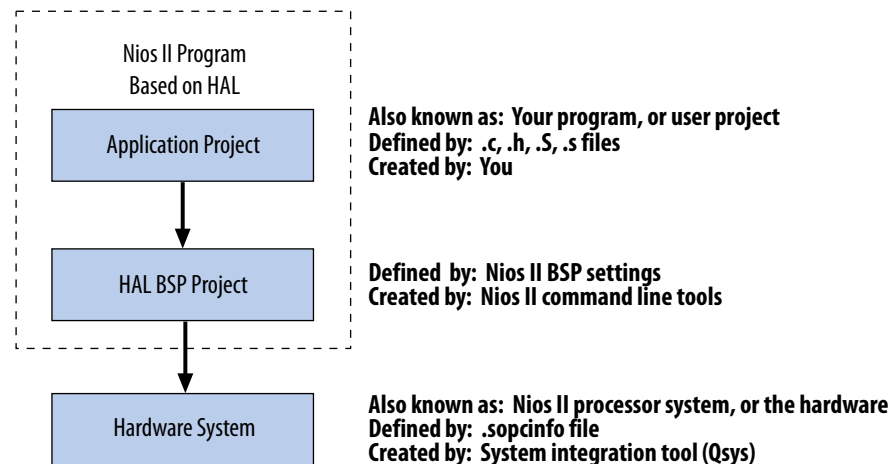 Nios II Program
Based on HAL
Application Project
Also known as: Your program, or user project
Defined by: .c, .h, .S, .s files
Created by: You
HAL BSP Project
Defined by: Nios II BSP settings
Created by: Nios II command line tools
Hardware System
Also known as: Nios II processor system, or the hardware
Defined by: .sopcinfo file
Created by: System integration tool (Qsys)